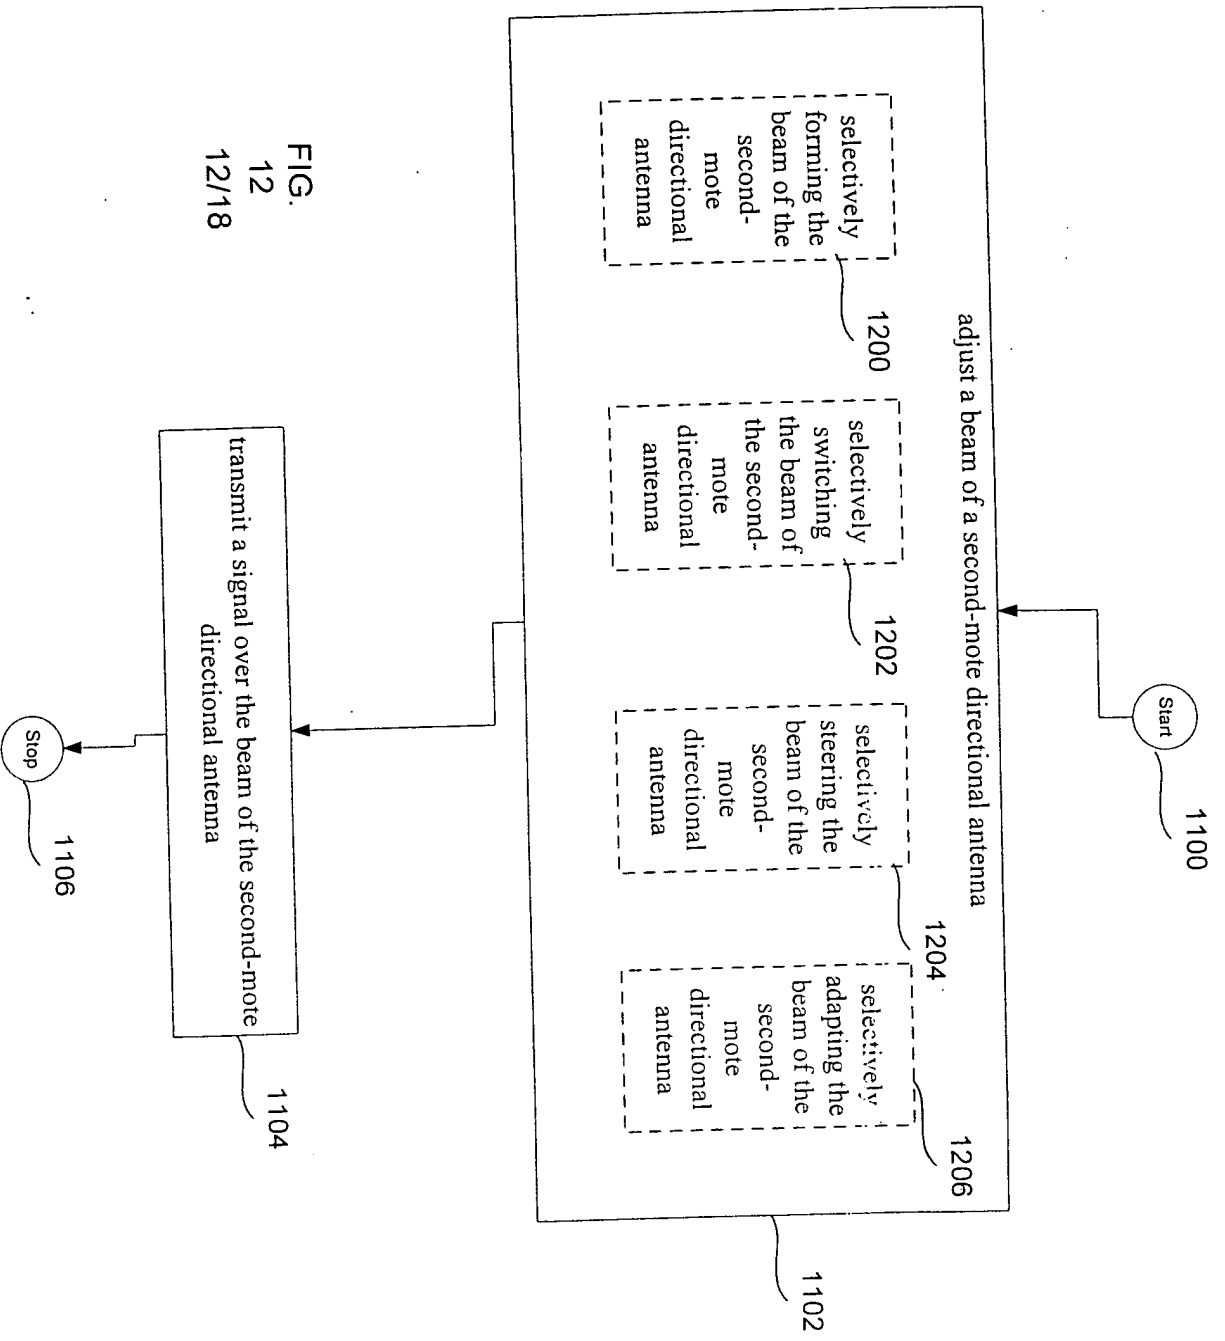 Start
1100
adjust a beam of a second-mote directional antenna
selectively
forming the
beam of the
second-
mote
directional
antenna
1200
selectively
switching
the beam of
the second-
mote
directional
antenna
1202
selectively
steering the
beam of the
second-
mote
directional
antenna
1204
selectively
adapting the
beam of the
second-
mote
directional
antenna
1206
1102
transmit a signal over the beam of the second-mote
directional antenna
1104
Stop
1106
FIG.
12
12/18